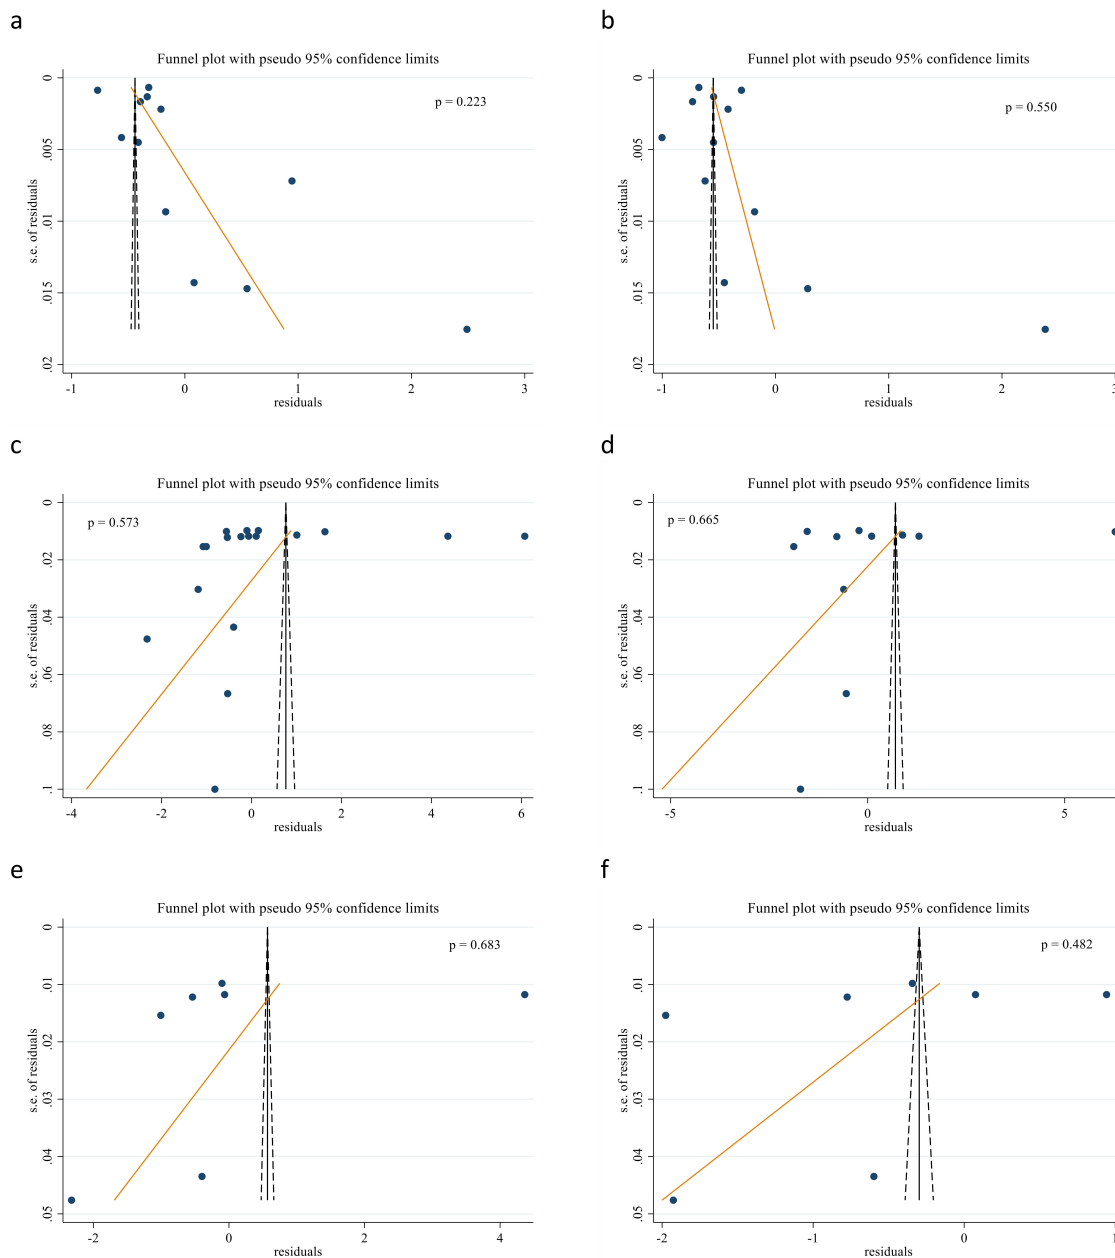 a
Funnel plot with pseudo 95% confidence limits
p = 0.223
s.e. of residuals
0
.005
.01
.015
.02
-1
0
1
2
3
residuals
b
Funnel plot with pseudo 95% confidence limits
p = 0.550
s.e. of residuals
0
.005
.01
.015
.02
-1
0
1
2
3
residuals
c
Funnel plot with pseudo 95% confidence limits
p = 0.573
s.e. of residuals
0
.02
.04
.06
.08
.1
-4
-2
0
2
4
6
residuals
d
Funnel plot with pseudo 95% confidence limits
p = 0.665
s.e. of residuals
0
.02
.04
.06
.08
.1
-5
0
5
residuals
e
Funnel plot with pseudo 95% confidence limits
p = 0.683
s.e. of residuals
0
.01
.02
.03
.04
.05
-2
0
2
4
residuals
f
Funnel plot with pseudo 95% confidence limits
p = 0.482
s.e. of residuals
0
.01
.02
.03
.04
.05
-2
-1
0
1
residuals